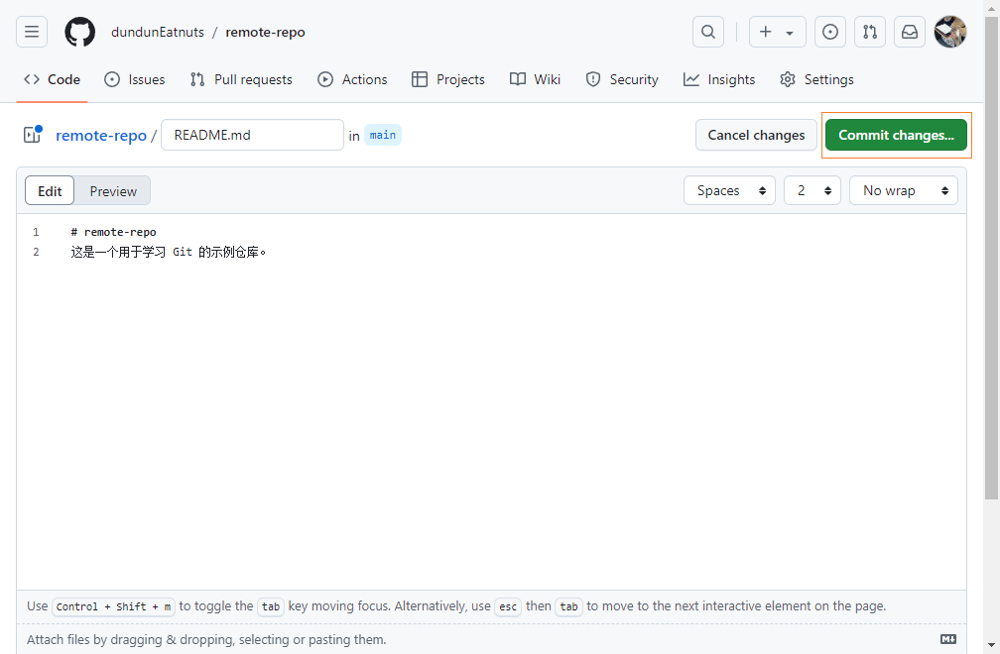 dundunEatnuts / remote-repo
Code Issues Pull requests Actions Projects Wiki Security Insights Settings
remote-repo / README.md in main Cancel changes Commit changes...
Edit Preview Spaces 2 No wrap
1 # remote-repo
2 这是一个用于学习 Git 的示例仓库。
Use Control + Shift + m to toggle the tab key moving focus. Alternatively, use esc then tab to move to the next interactive element on the page.
Attach files by dragging & dropping, selecting or pasting them.